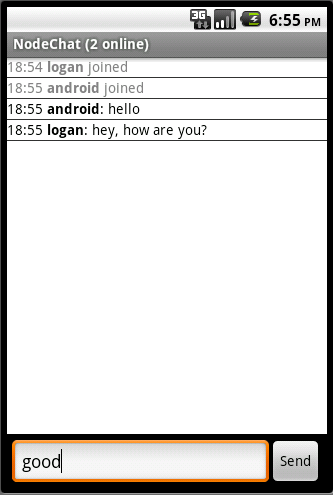 3G 6:55 PM
NodeChat (2 online)
18:54 logan joined
18:55 android joined
18:55 android: hello
18:55 logan: hey, how are you?
good
Send